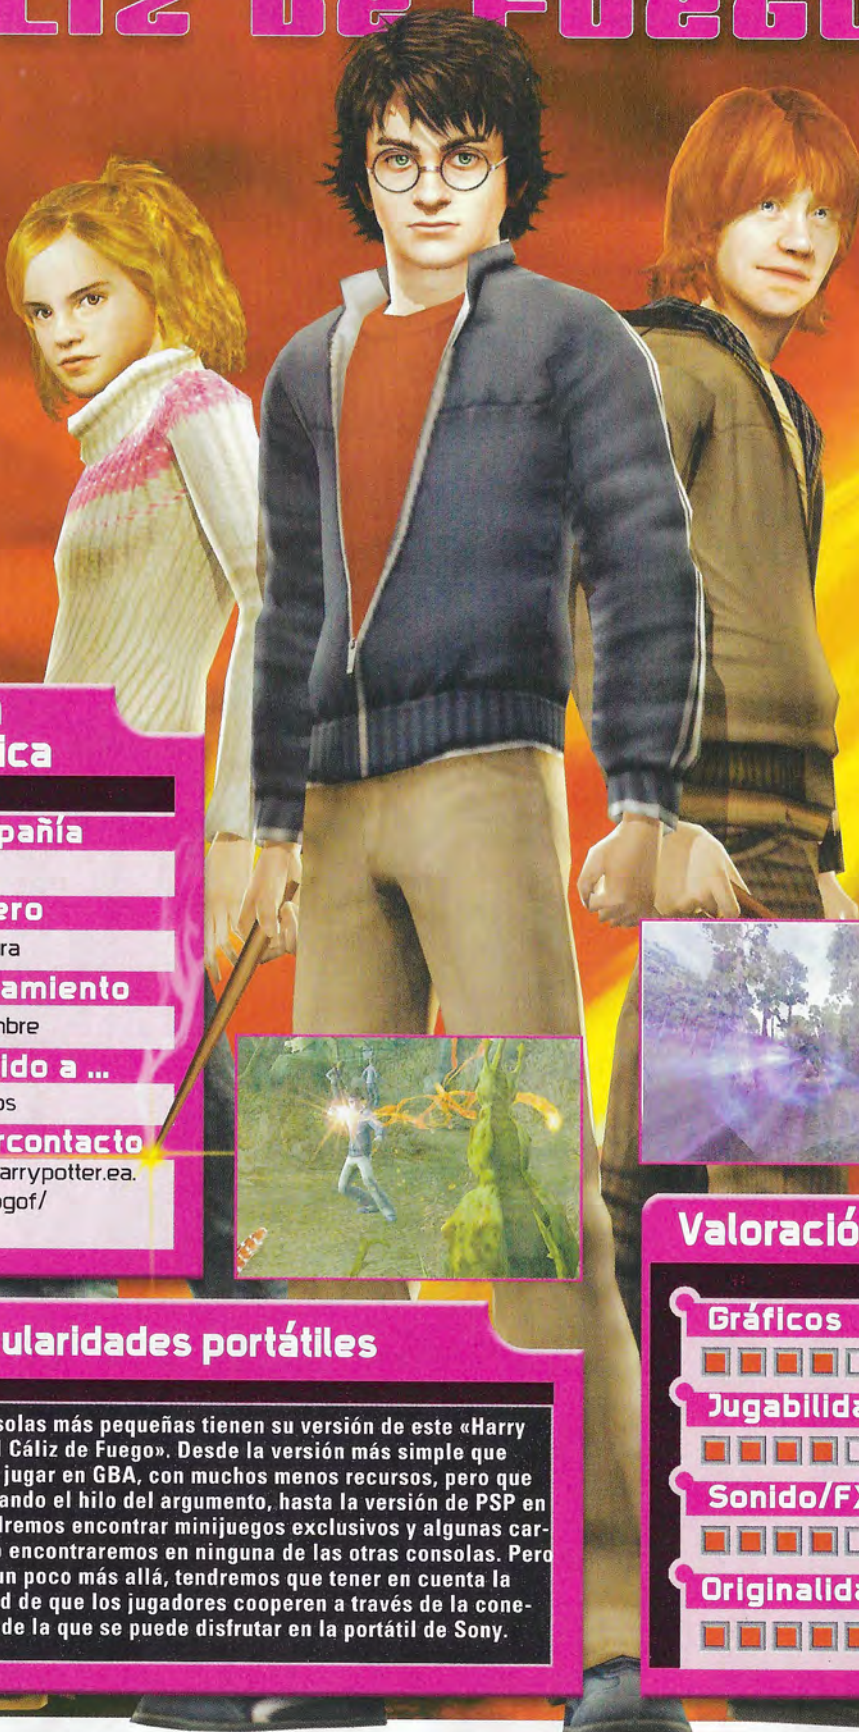 LIZ DE FUEGO
ica
pañía
ero
ra
amiento
mbre
ido a ...
os
rcontacto
arrypotter.ea.
ogof/
ularidades portátiles
solas más pequeñas tienen su versión de este «Harry
l Cáliz de Fuego». Desde la versión más simple que
jugar en GBA, con muchos menos recursos, pero que
ando el hilo del argumento, hasta la versión de PSP en
dremos encontrar minijuegos exclusivos y algunas car-
o encontraremos en ninguna de las otras consolas. Pero
un poco más allá, tendremos que tener en cuenta la
d de que los jugadores cooperen a través de la cone-
de la que se puede disfrutar en la portátil de Sony.
Valoració
Gráficos
Jugabilida
Sonido/FX
Originalida